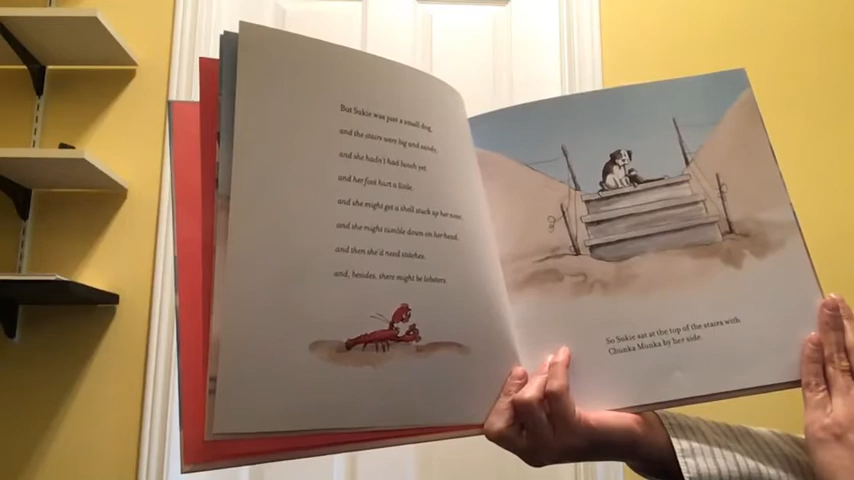 But Sukie was just a small dog,
and the stairs were big and sandy,
and she hadn't had lunch yet,
and her feet hurt a little,
and she might get a shell stuck up her nose,
and she might tumble down on her head,
and then she'd need stitches,
and, besides, there might be lobsters.
So Sukie sat at the top of the stairs with
Chunka Munka by her side.